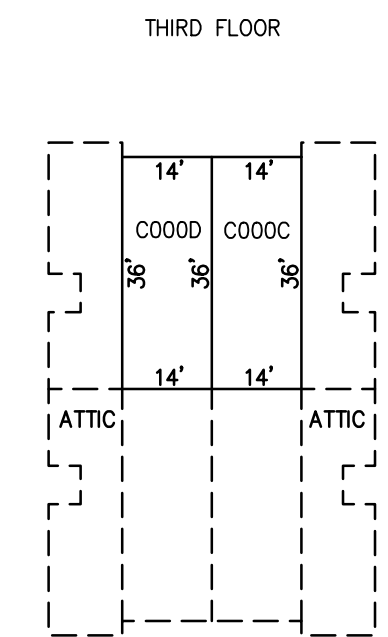 THIRD FLOOR
14' 14'
C000D C000C
36' 36' 36'
14' 14'
ATTIC ATTIC